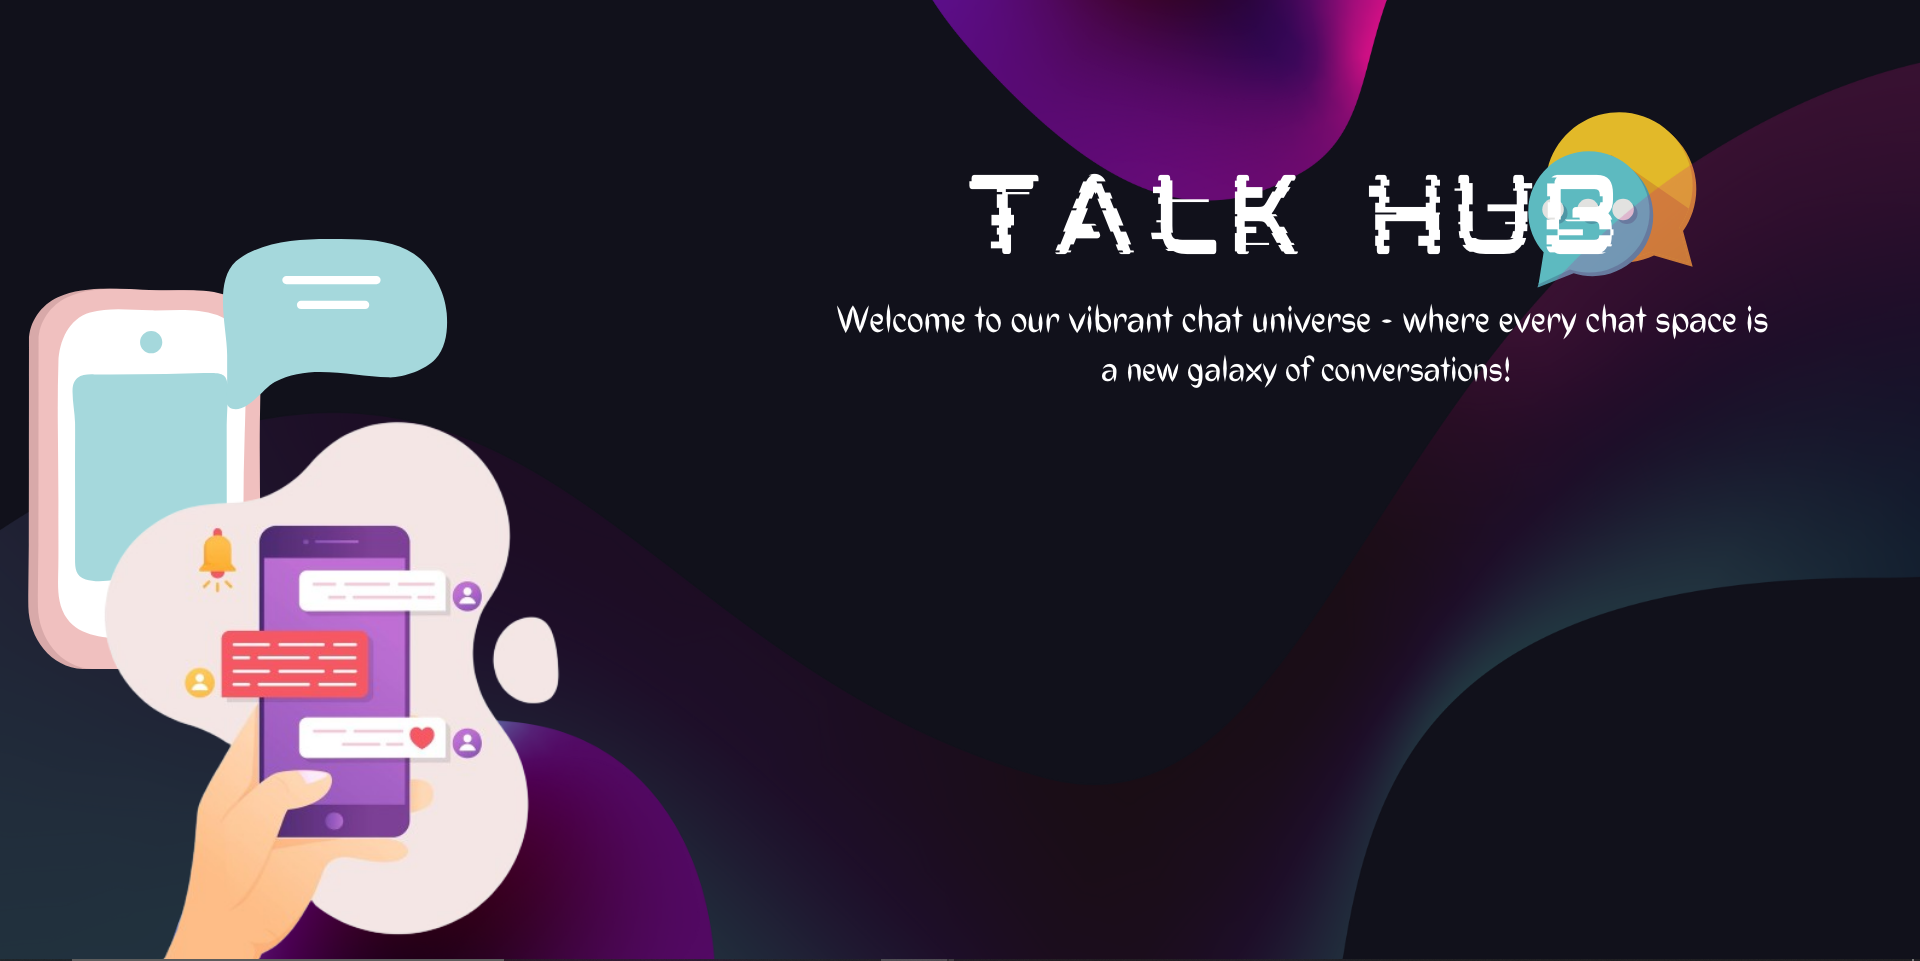 TALK HUB
Welcome to our vibrant chat universe - where every chat space is
a new galaxy of conversations!